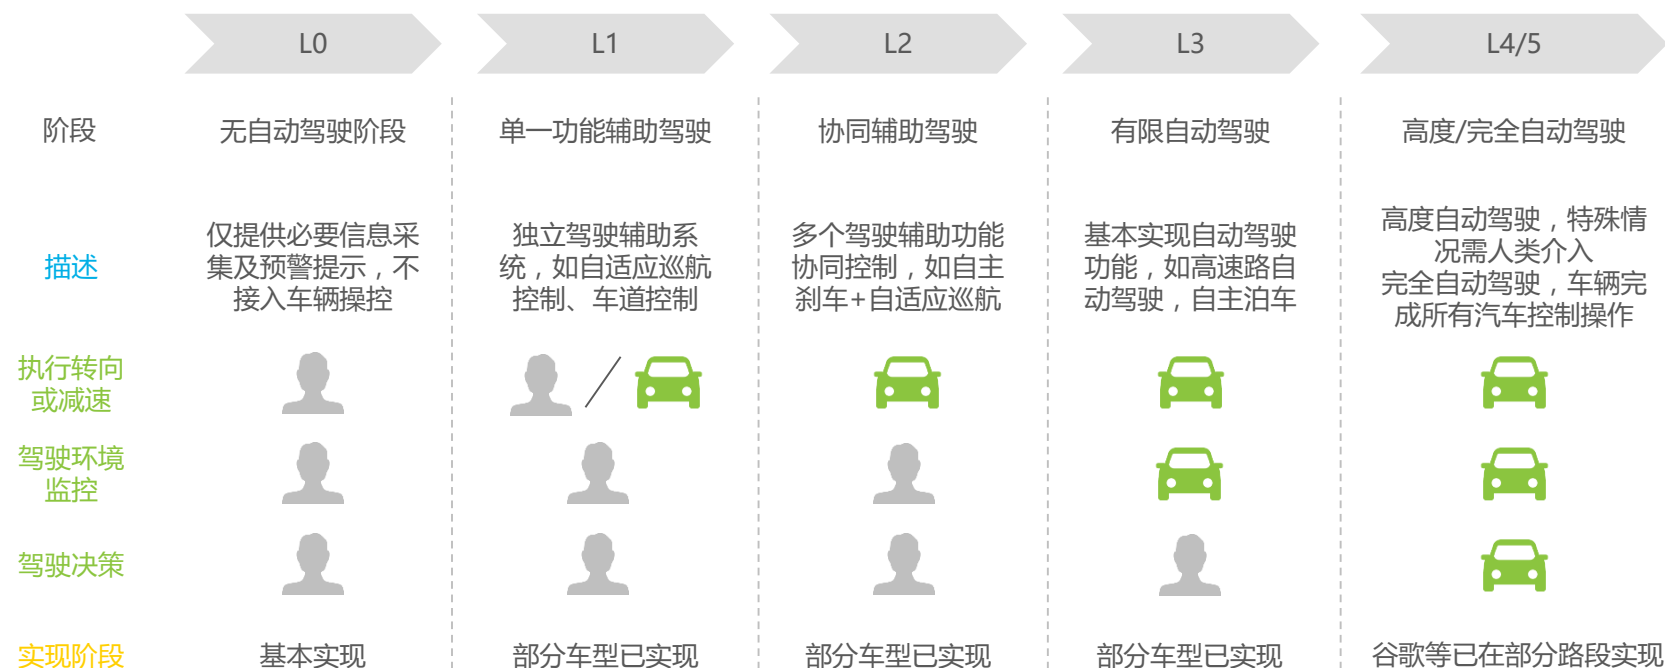 L0
L1
L2
L3
L4/5
阶段
无自动驾驶阶段
单一功能辅助驾驶
协同辅助驾驶
有限自动驾驶
高度/完全自动驾驶
描述
仅提供必要信息采
集及预警提示，不
接入车辆操控
独立驾驶辅助系
统，如自适应巡航
控制、车道控制
多个驾驶辅助功能
协同控制，如自主
刹车+自适应巡航
基本实现自动驾驶
功能，如高速路自
动驾驶，自主泊车
高度自动驾驶，特殊情
况需人类介入
完全自动驾驶，车辆完
成所有汽车控制操作
执行转向
或减速
驾驶环境
监控
驾驶决策
实现阶段
基本实现
部分车型已实现
部分车型已实现
部分车型已实现
谷歌等已在部分路段实现